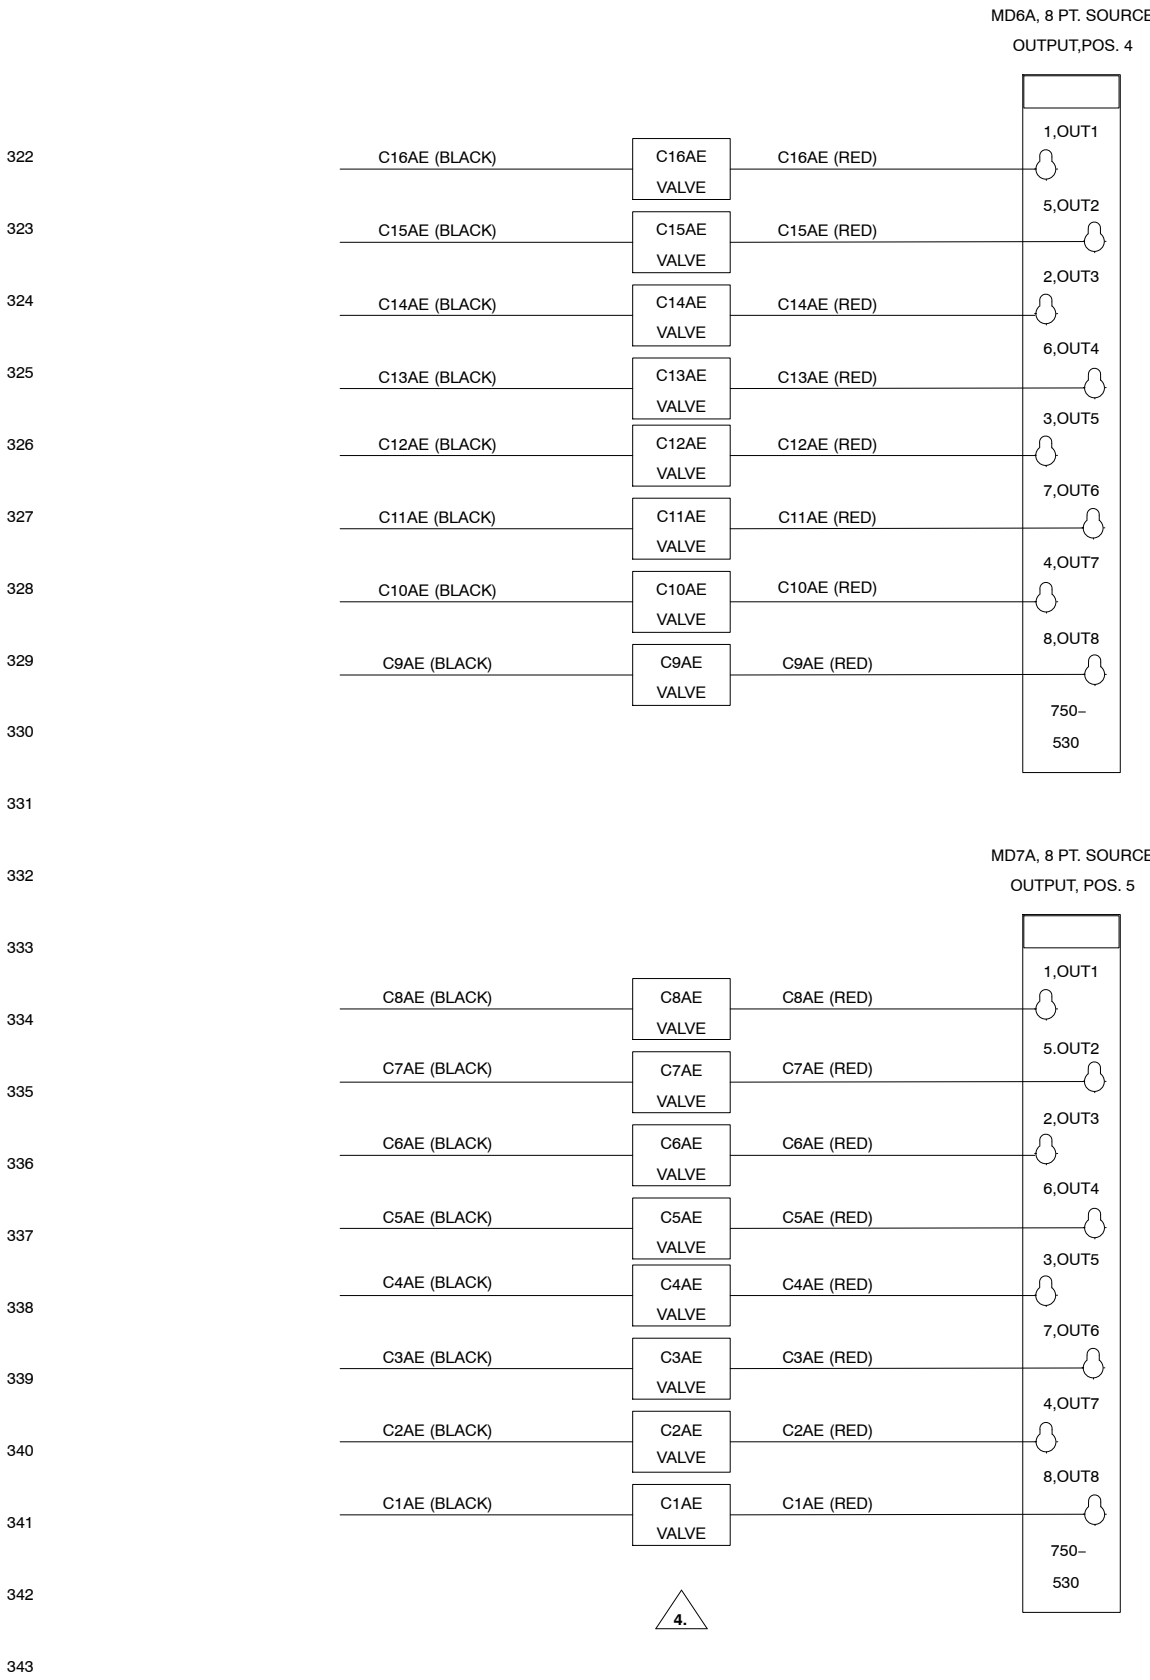 MD6A, 8 PT. SOURCE
OUTPUT,POS. 4
1,OUT1
322 C16AE (BLACK) C16AE C16AE (RED)
VALVE
5,OUT2
323 C15AE (BLACK) C15AE C15AE (RED)
VALVE
2,OUT3
324 C14AE (BLACK) C14AE C14AE (RED)
VALVE
6,OUT4
325 C13AE (BLACK) C13AE C13AE (RED)
VALVE
3,OUT5
326 C12AE (BLACK) C12AE C12AE (RED)
VALVE
7,OUT6
327 C11AE (BLACK) C11AE C11AE (RED)
VALVE
4,OUT7
328 C10AE (BLACK) C10AE C10AE (RED)
VALVE
8,OUT8
329 C9AE (BLACK) C9AE C9AE (RED)
VALVE
750–
330
530
331
MD7A, 8 PT. SOURCE
332
OUTPUT, POS. 5
333
1,OUT1
C8AE (BLACK) C8AE C8AE (RED)
334
VALVE
5.OUT2
C7AE (BLACK) C7AE C7AE (RED)
335
VALVE
2,OUT3
C6AE (BLACK) C6AE C6AE (RED)
336
VALVE
6,OUT4
C5AE (BLACK) C5AE C5AE (RED)
337
VALVE
3,OUT5
C4AE (BLACK) C4AE C4AE (RED)
338
VALVE
7,OUT6
C3AE (BLACK) C3AE C3AE (RED)
339
VALVE
4,OUT7
C2AE (BLACK) C2AE C2AE (RED)
340
VALVE
8,OUT8
C1AE (BLACK) C1AE C1AE (RED)
341
VALVE
750–
530
342
4.
343